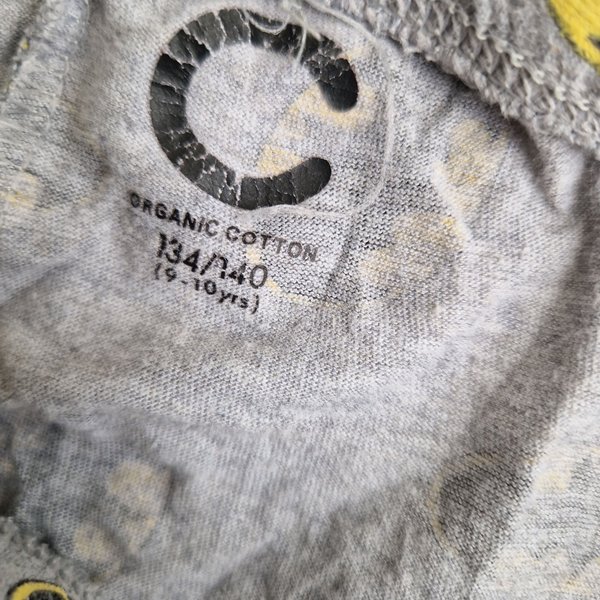 C
ORGANIC COTTON
134/140
(9-10yrs)